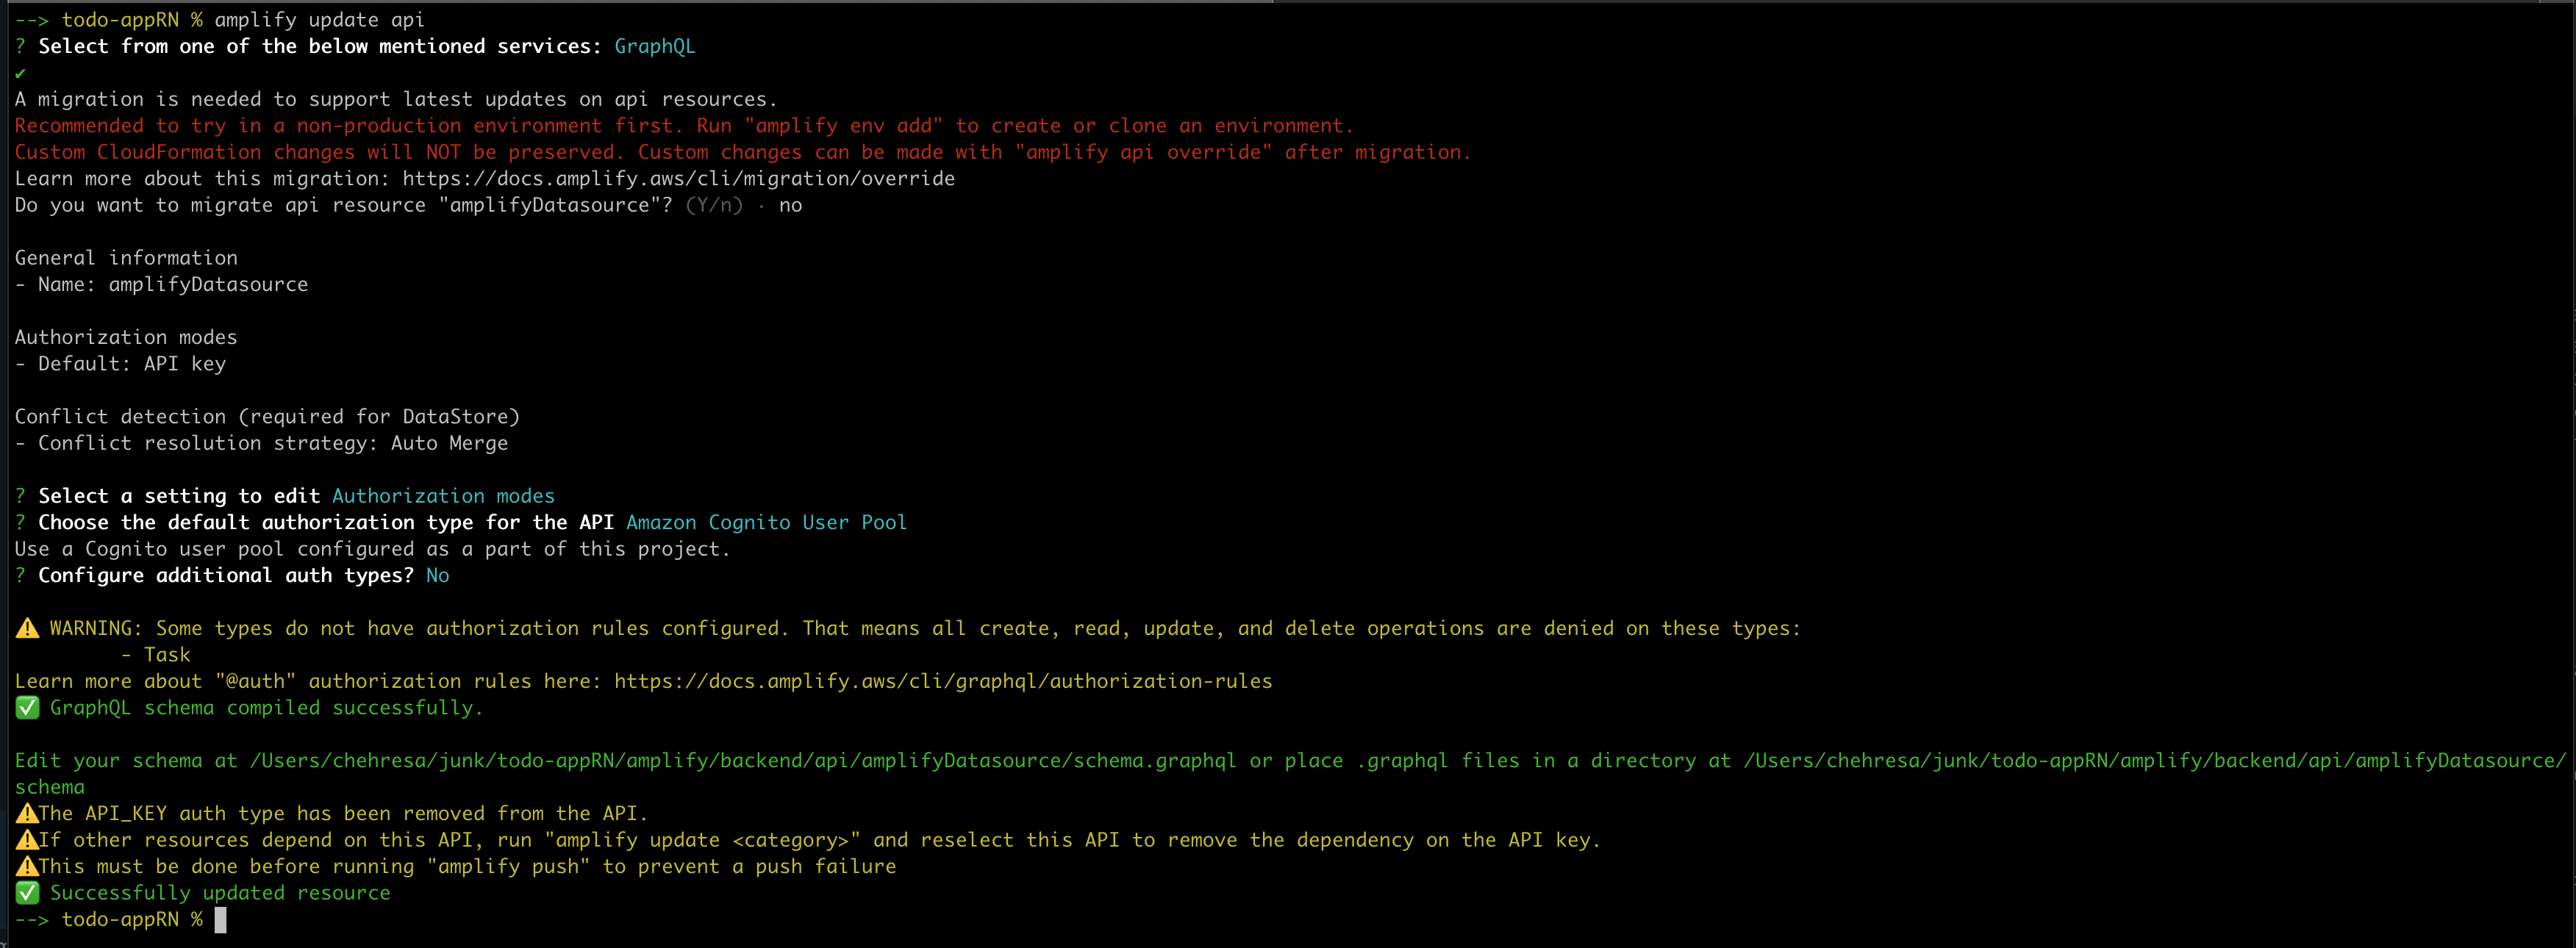 --> todo-appRN % amplify update api
? Select from one of the below mentioned services: GraphQL
✔
A migration is needed to support latest updates on api resources.
Recommended to try in a non-production environment first. Run "amplify env add" to create or clone an environment.
Custom CloudFormation changes will NOT be preserved. Custom changes can be made with "amplify api override" after migration.
Learn more about this migration: https://docs.amplify.aws/cli/migration/override
Do you want to migrate api resource "amplifyDatasource"? (Y/n) · no
General information
- Name: amplifyDatasource
Authorization modes
- Default: API key
Conflict detection (required for DataStore)
- Conflict resolution strategy: Auto Merge
? Select a setting to edit Authorization modes
? Choose the default authorization type for the API Amazon Cognito User Pool
Use a Cognito user pool configured as a part of this project.
? Configure additional auth types? No
⚠️ WARNING: Some types do not have authorization rules configured. That means all create, read, update, and delete operations are denied on these types:
- Task
Learn more about "@auth" authorization rules here: https://docs.amplify.aws/cli/graphql/authorization-rules
✅ GraphQL schema compiled successfully.
Edit your schema at /Users/chehresa/junk/todo-appRN/amplify/backend/api/amplifyDatasource/schema.graphql or place .graphql files in a directory at /Users/chehresa/junk/todo-appRN/amplify/backend/api/amplifyDatasource/
schema
⚠️The API_KEY auth type has been removed from the API.
⚠️If other resources depend on this API, run "amplify update <category>" and reselect this API to remove the dependency on the API key.
⚠️This must be done before running "amplify push" to prevent a push failure
✅ Successfully updated resource
--> todo-appRN %